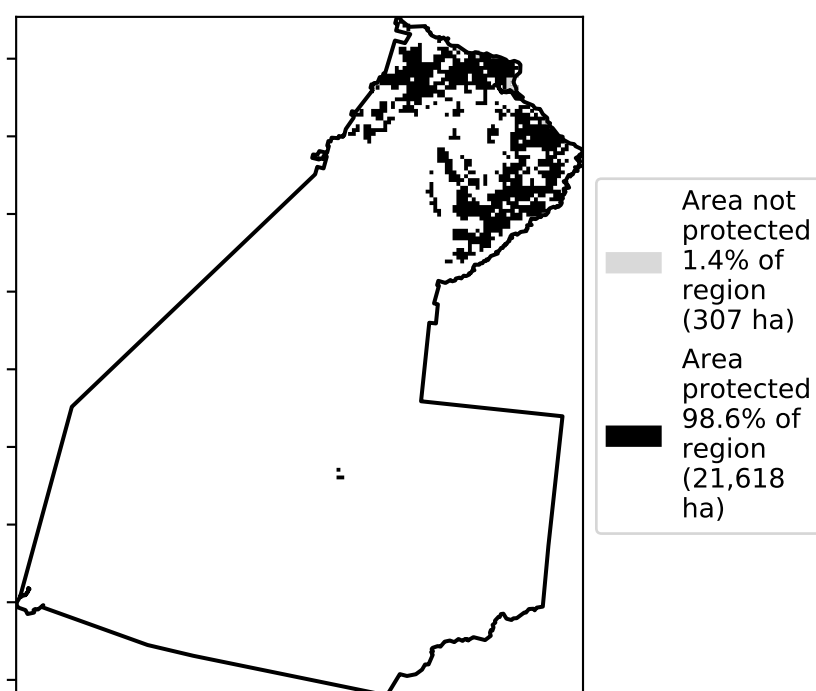 Area not
protected
1.4% of
region
(307 ha)
Area
protected
98.6% of
region
(21,618
ha)